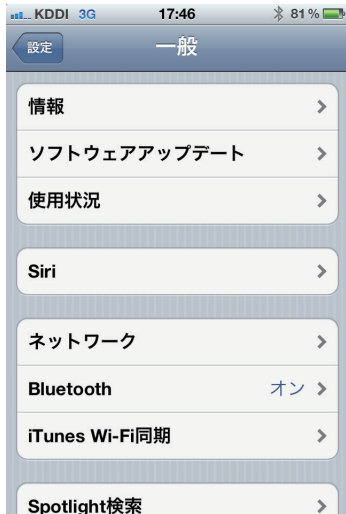 KDDI 3G 17:46 81%
設定 一般
情報
ソフトウェアアップデート
使用状況
Siri
ネットワーク
Bluetooth オン
iTunes Wi-Fi同期
Spotlight検索